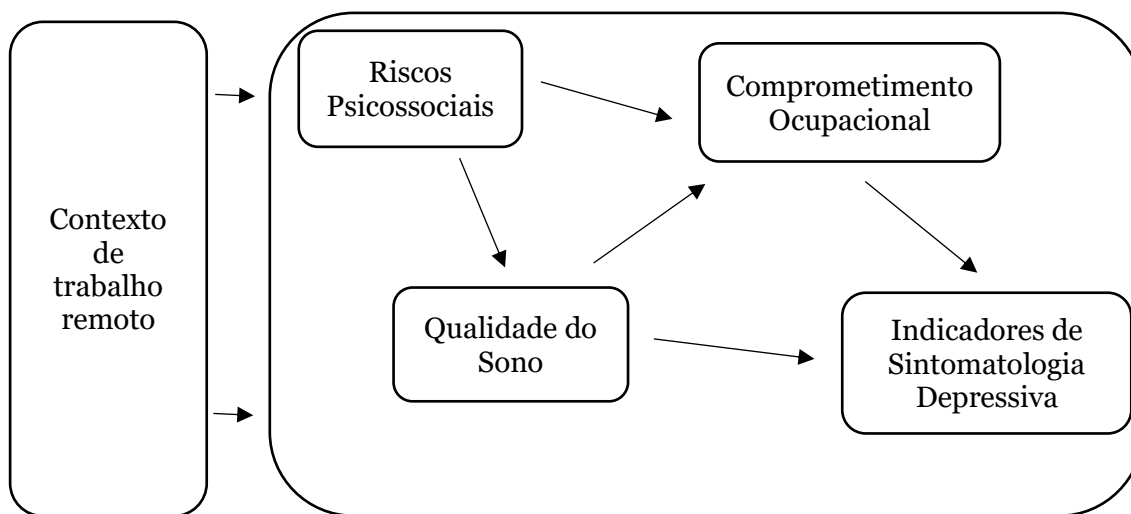 Contexto
de
trabalho
remoto
Riscos
Psicossociais
Comprometimento
Ocupacional
Qualidade do
Sono
Indicadores de
Sintomatologia
Depressiva